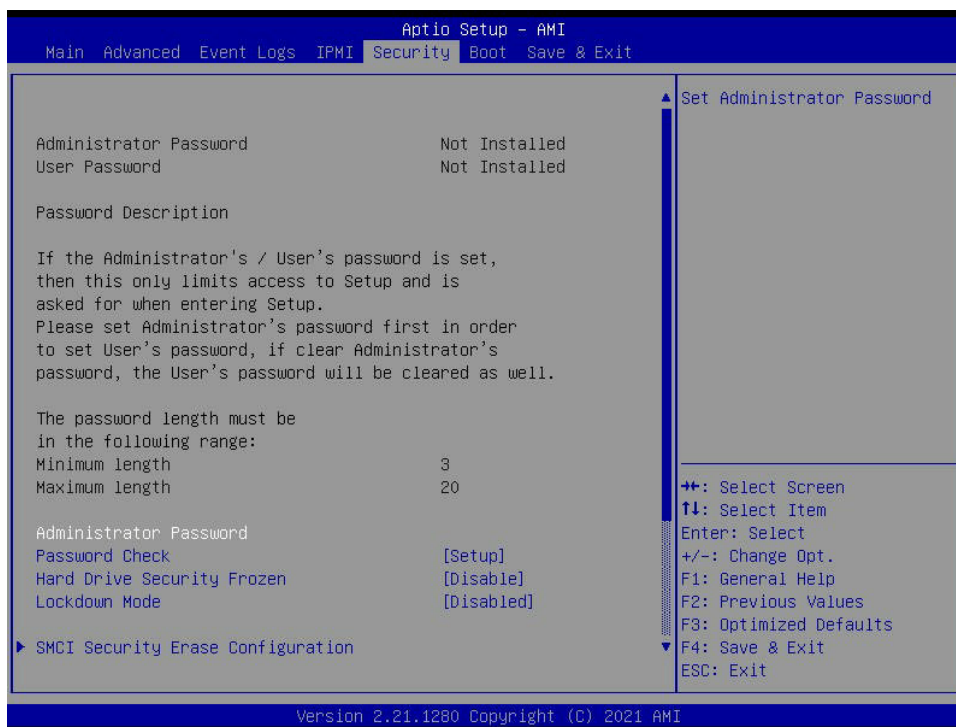 Aptio Setup – AMI
Main Advanced Event Logs IPMI Security Boot Save & Exit
Set Administrator Password
Administrator Password Not Installed
User Password Not Installed
Password Description
If the Administrator's / User's password is set,
then this only limits access to Setup and is
asked for when entering Setup.
Please set Administrator's password first in order
to set User's password, if clear Administrator's
password, the User's password will be cleared as well.
The password length must be
in the following range:
Minimum length 3
Maximum length 20
Administrator Password
Password Check [Setup]
Hard Drive Security Frozen [Disable]
Lockdown Mode [Disabled]
SMCI Security Erase Configuration
→←: Select Screen
↑↓: Select Item
Enter: Select
+/-: Change Opt.
F1: General Help
F2: Previous Values
F3: Optimized Defaults
F4: Save & Exit
ESC: Exit
Version 2.21.1280 Copyright (C) 2021 AMI